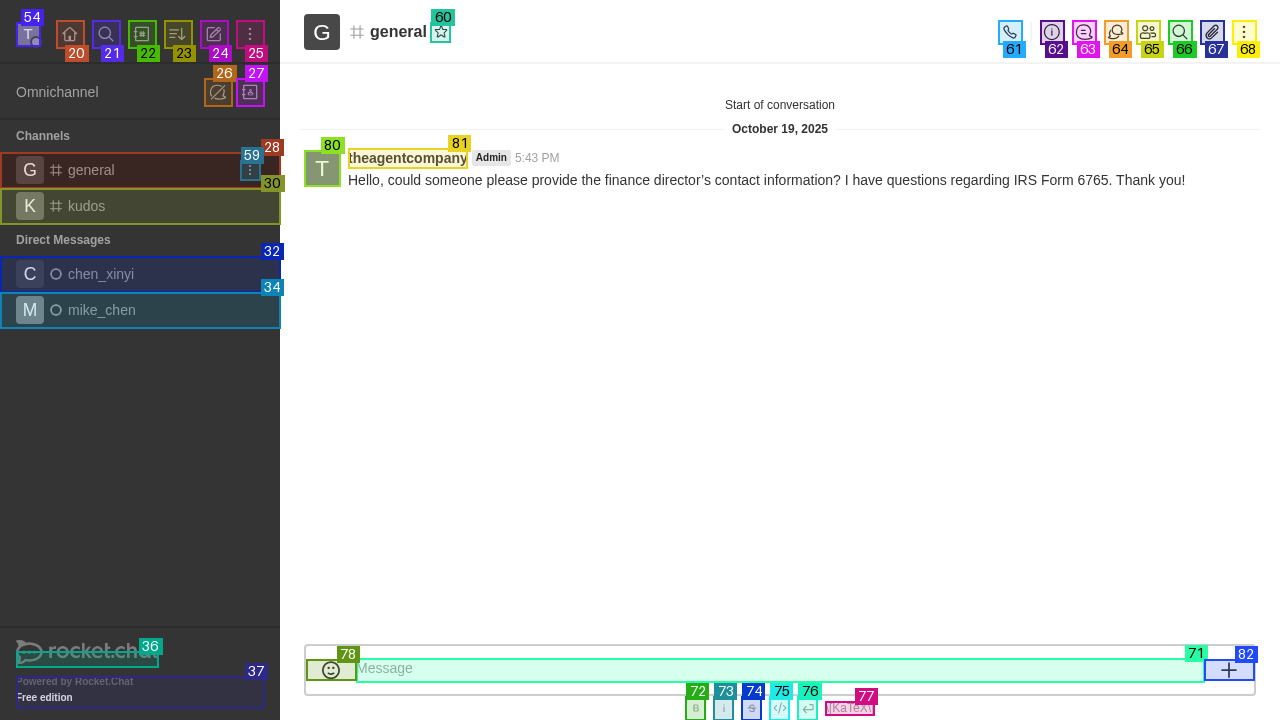 54
T
20
21
22
23
24
25
Omnichannel
26
27
Channels
28
G general
59
30
K kudos
Direct Messages
32
C chen_xinyi
34
M mike_chen
36
rocket.chat
37
Powered by Rocket.Chat
Free edition
G general
60
61
62
63
64
65
66
67
68
Start of conversation
October 19, 2025
80
81
T
theagentcompany Admin 5:43 PM
Hello, could someone please provide the finance director's contact information? I have questions regarding IRS Form 6765. Thank you!
78
71
82
Message
72
73
74
75
76
77
B
i
S
</>
\[KaTeX\]